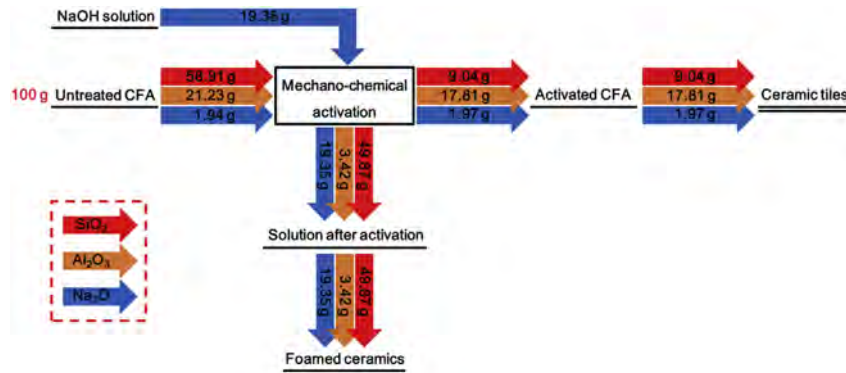 NaOH solution
19.38 g
100 g
Untreated CFA
58.91 g
21.23 g
1.94 g
Mechano-chemical
activation
9.04 g
17.81 g
1.97 g
Activated CFA
9.04 g
17.81 g
1.97 g
Ceramic tiles
19.35 g
3.42 g
49.87 g
Solution after activation
19.35 g
3.42 g
49.87 g
Foamed ceramics
SiO₂
Al₂O₃
Na₂O